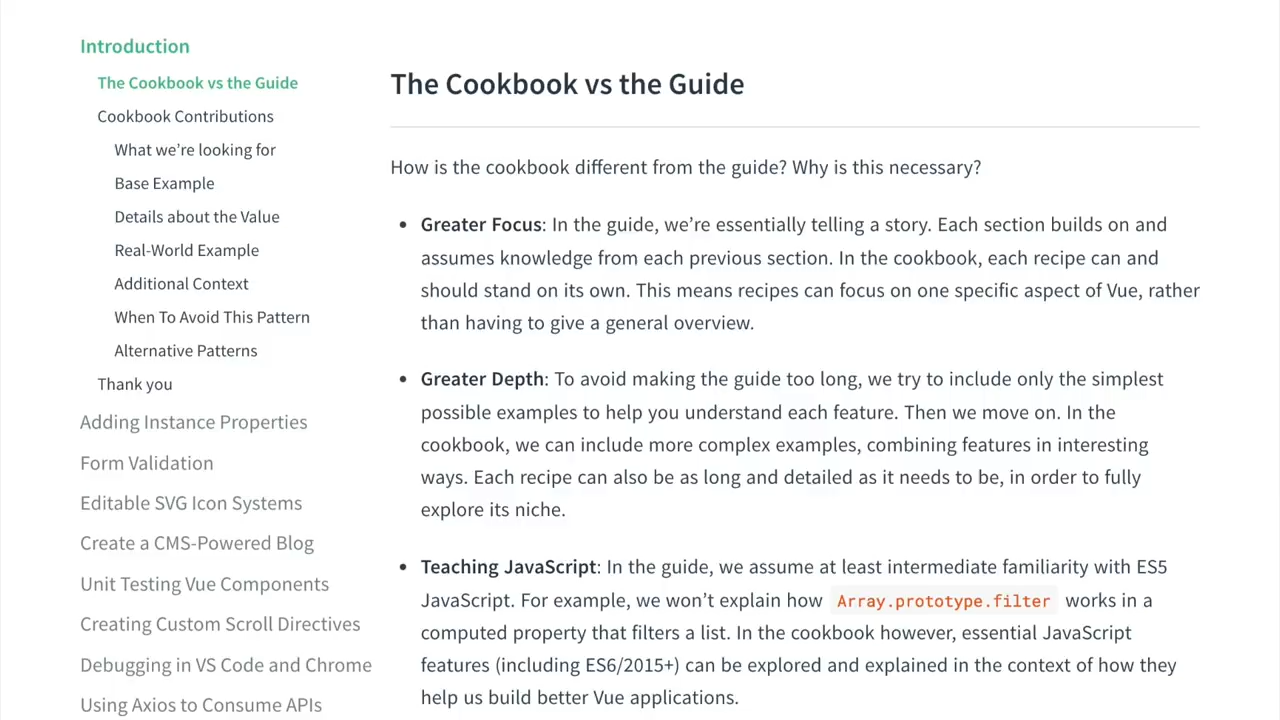 Introduction
The Cookbook vs the Guide
Cookbook Contributions
What we’re looking for
Base Example
Details about the Value
Real-World Example
Additional Context
When To Avoid This Pattern
Alternative Patterns
Thank you
Adding Instance Properties
Form Validation
Editable SVG Icon Systems
Create a CMS-Powered Blog
Unit Testing Vue Components
Creating Custom Scroll Directives
Debugging in VS Code and Chrome
Using Axios to Consume APIs
The Cookbook vs the Guide
How is the cookbook different from the guide? Why is this necessary?
• Greater Focus: In the guide, we’re essentially telling a story. Each section builds on and
assumes knowledge from each previous section. In the cookbook, each recipe can and
should stand on its own. This means recipes can focus on one specific aspect of Vue, rather
than having to give a general overview.
• Greater Depth: To avoid making the guide too long, we try to include only the simplest
possible examples to help you understand each feature. Then we move on. In the
cookbook, we can include more complex examples, combining features in interesting
ways. Each recipe can also be as long and detailed as it needs to be, in order to fully
explore its niche.
• Teaching JavaScript: In the guide, we assume at least intermediate familiarity with ES5
JavaScript. For example, we won’t explain how Array.prototype.filter works in a
computed property that filters a list. In the cookbook however, essential JavaScript
features (including ES6/2015+) can be explored and explained in the context of how they
help us build better Vue applications.